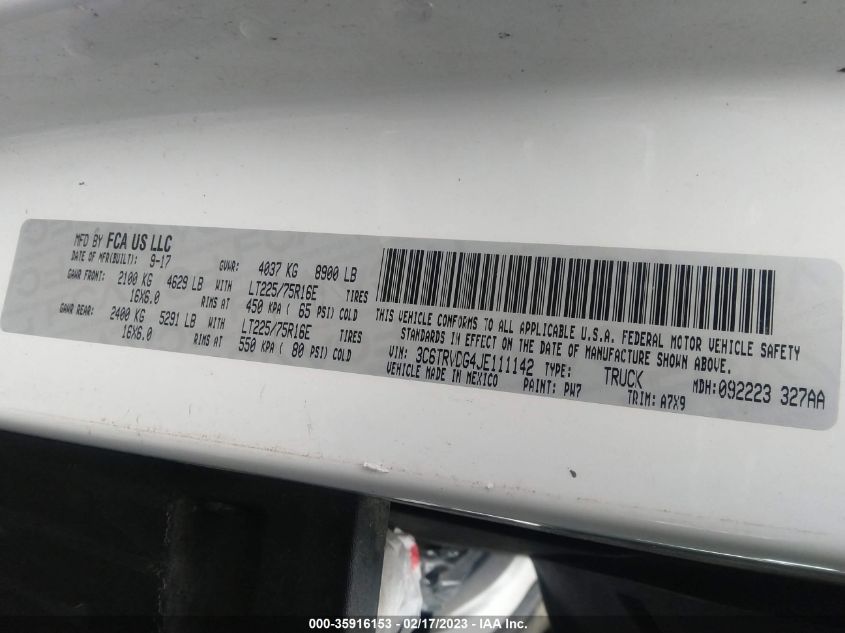 MFD BY FCA US LLC
DATE OF MFR(BUILT): 9-17
GVWR: 4037 KG 8900 LB
GAWR FRONT: 2100 KG 4629 LB WITH LT225/75R16E TIRES
16X6.0 RIMS AT 450 KPA ( 65 PSI) COLD
GAWR REAR: 2400 KG 5291 LB WITH LT225/75R16E TIRES
16X6.0 RIMS AT 550 KPA ( 80 PSI) COLD
THIS VEHICLE CONFORMS TO ALL APPLICABLE U.S.A. FEDERAL MOTOR VEHICLE SAFETY
STANDARDS IN EFFECT ON THE DATE OF MANUFACTURE SHOWN ABOVE.
VIN: 3C6TRVDG4JE111142 TYPE: TRUCK MDH:092223 327AA
VEHICLE MADE IN MEXICO PAINT: PW7 TRIM: A7X9
000-35916153 - 02/17/2023 - IAA Inc.